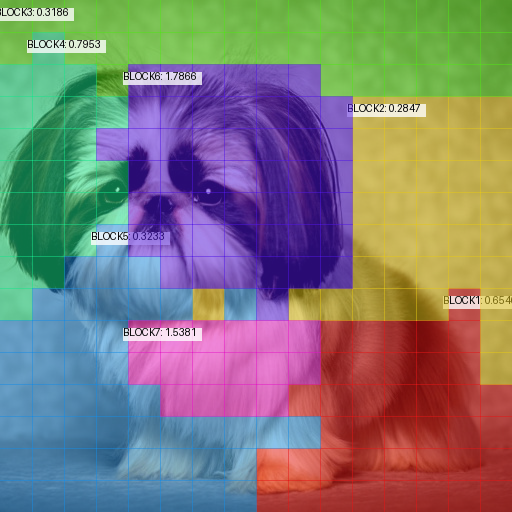 BLOCK3: 0.3186
BLOCK4: 0.7953
BLOCK6: 1.7866
BLOCK2: 0.2847
BLOCK5: 0.3233
BLOCK1: 0.654
BLOCK7: 1.5381